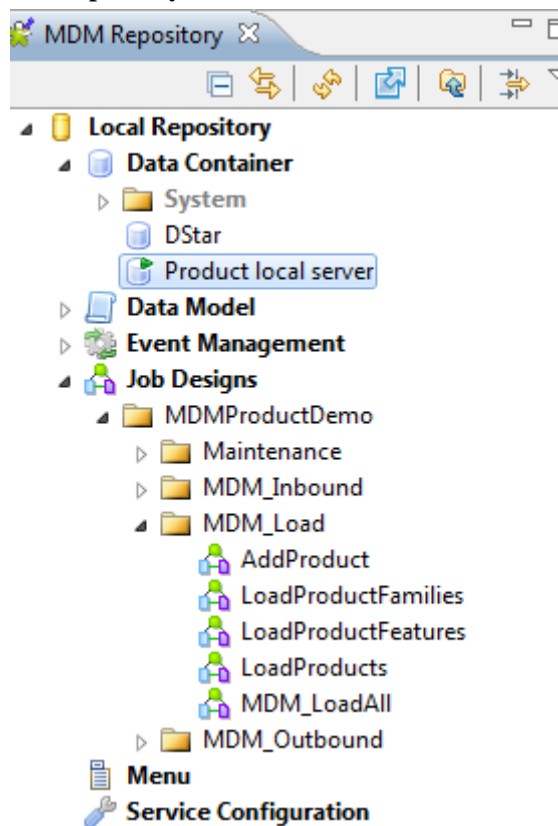 MDM Repository
Local Repository
Data Container
System
DStar
Product local server
Data Model
Event Management
Job Designs
MDMProductDemo
Maintenance
MDM_Inbound
MDM_Load
AddProduct
LoadProductFamilies
LoadProductFeatures
LoadProducts
MDM_LoadAll
MDM_Outbound
Menu
Service Configuration